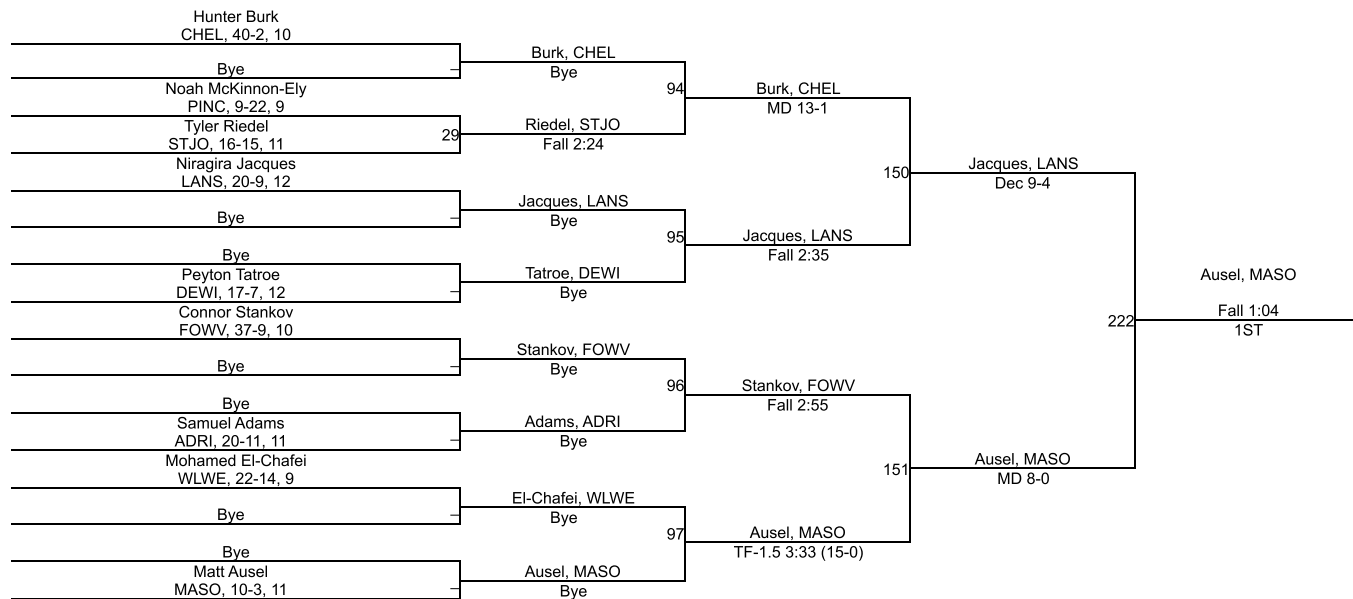 Hunter Burk
CHEL, 40-2, 10
Bye
Noah McKinnon-Ely
PINC, 9-22, 9
Tyler Riedel
STJO, 16-15, 11
29
Niragira Jacques
LANS, 20-9, 12
Bye
Bye
Peyton Tatroe
DEWI, 17-7, 12
Connor Stankov
FOWV, 37-9, 10
Bye
Bye
Samuel Adams
ADRI, 20-11, 11
Mohamed El-Chafei
WLWE, 22-14, 9
Bye
Bye
Matt Ausel
MASO, 10-3, 11
Burk, CHEL
Bye
94
Riedel, STJO
Fall 2:24
Jacques, LANS
Bye
95
Tatroe, DEWI
Bye
Stankov, FOWV
Bye
96
Adams, ADRI
Bye
El-Chafei, WLWE
Bye
97
Ausel, MASO
Bye
Burk, CHEL
MD 13-1
150
Jacques, LANS
Fall 2:35
Stankov, FOWV
Fall 2:55
151
Ausel, MASO
TF-1.5 3:33 (15-0)
Jacques, LANS
Dec 9-4
222
Ausel, MASO
MD 8-0
Ausel, MASO
Fall 1:04
1ST